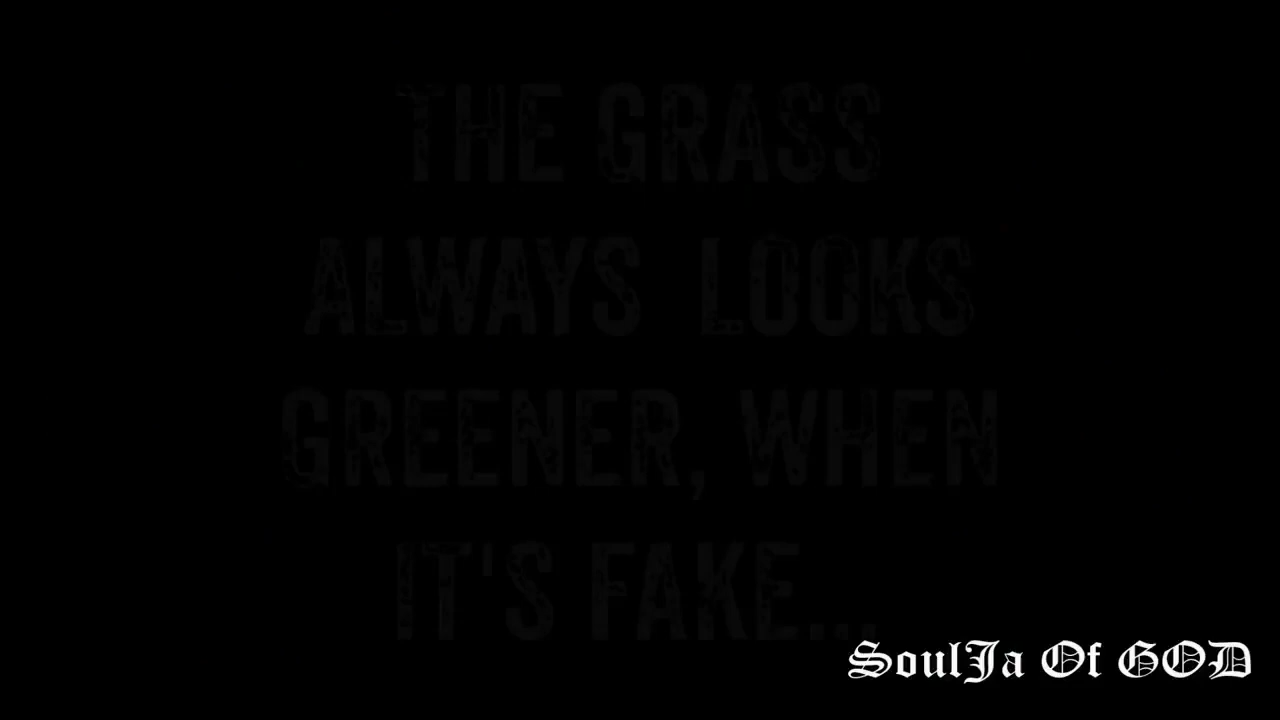 THE GRASS
ALWAYS LOOKS
GREENER, WHEN
IT'S FAKE...
SoulJa Of GOD